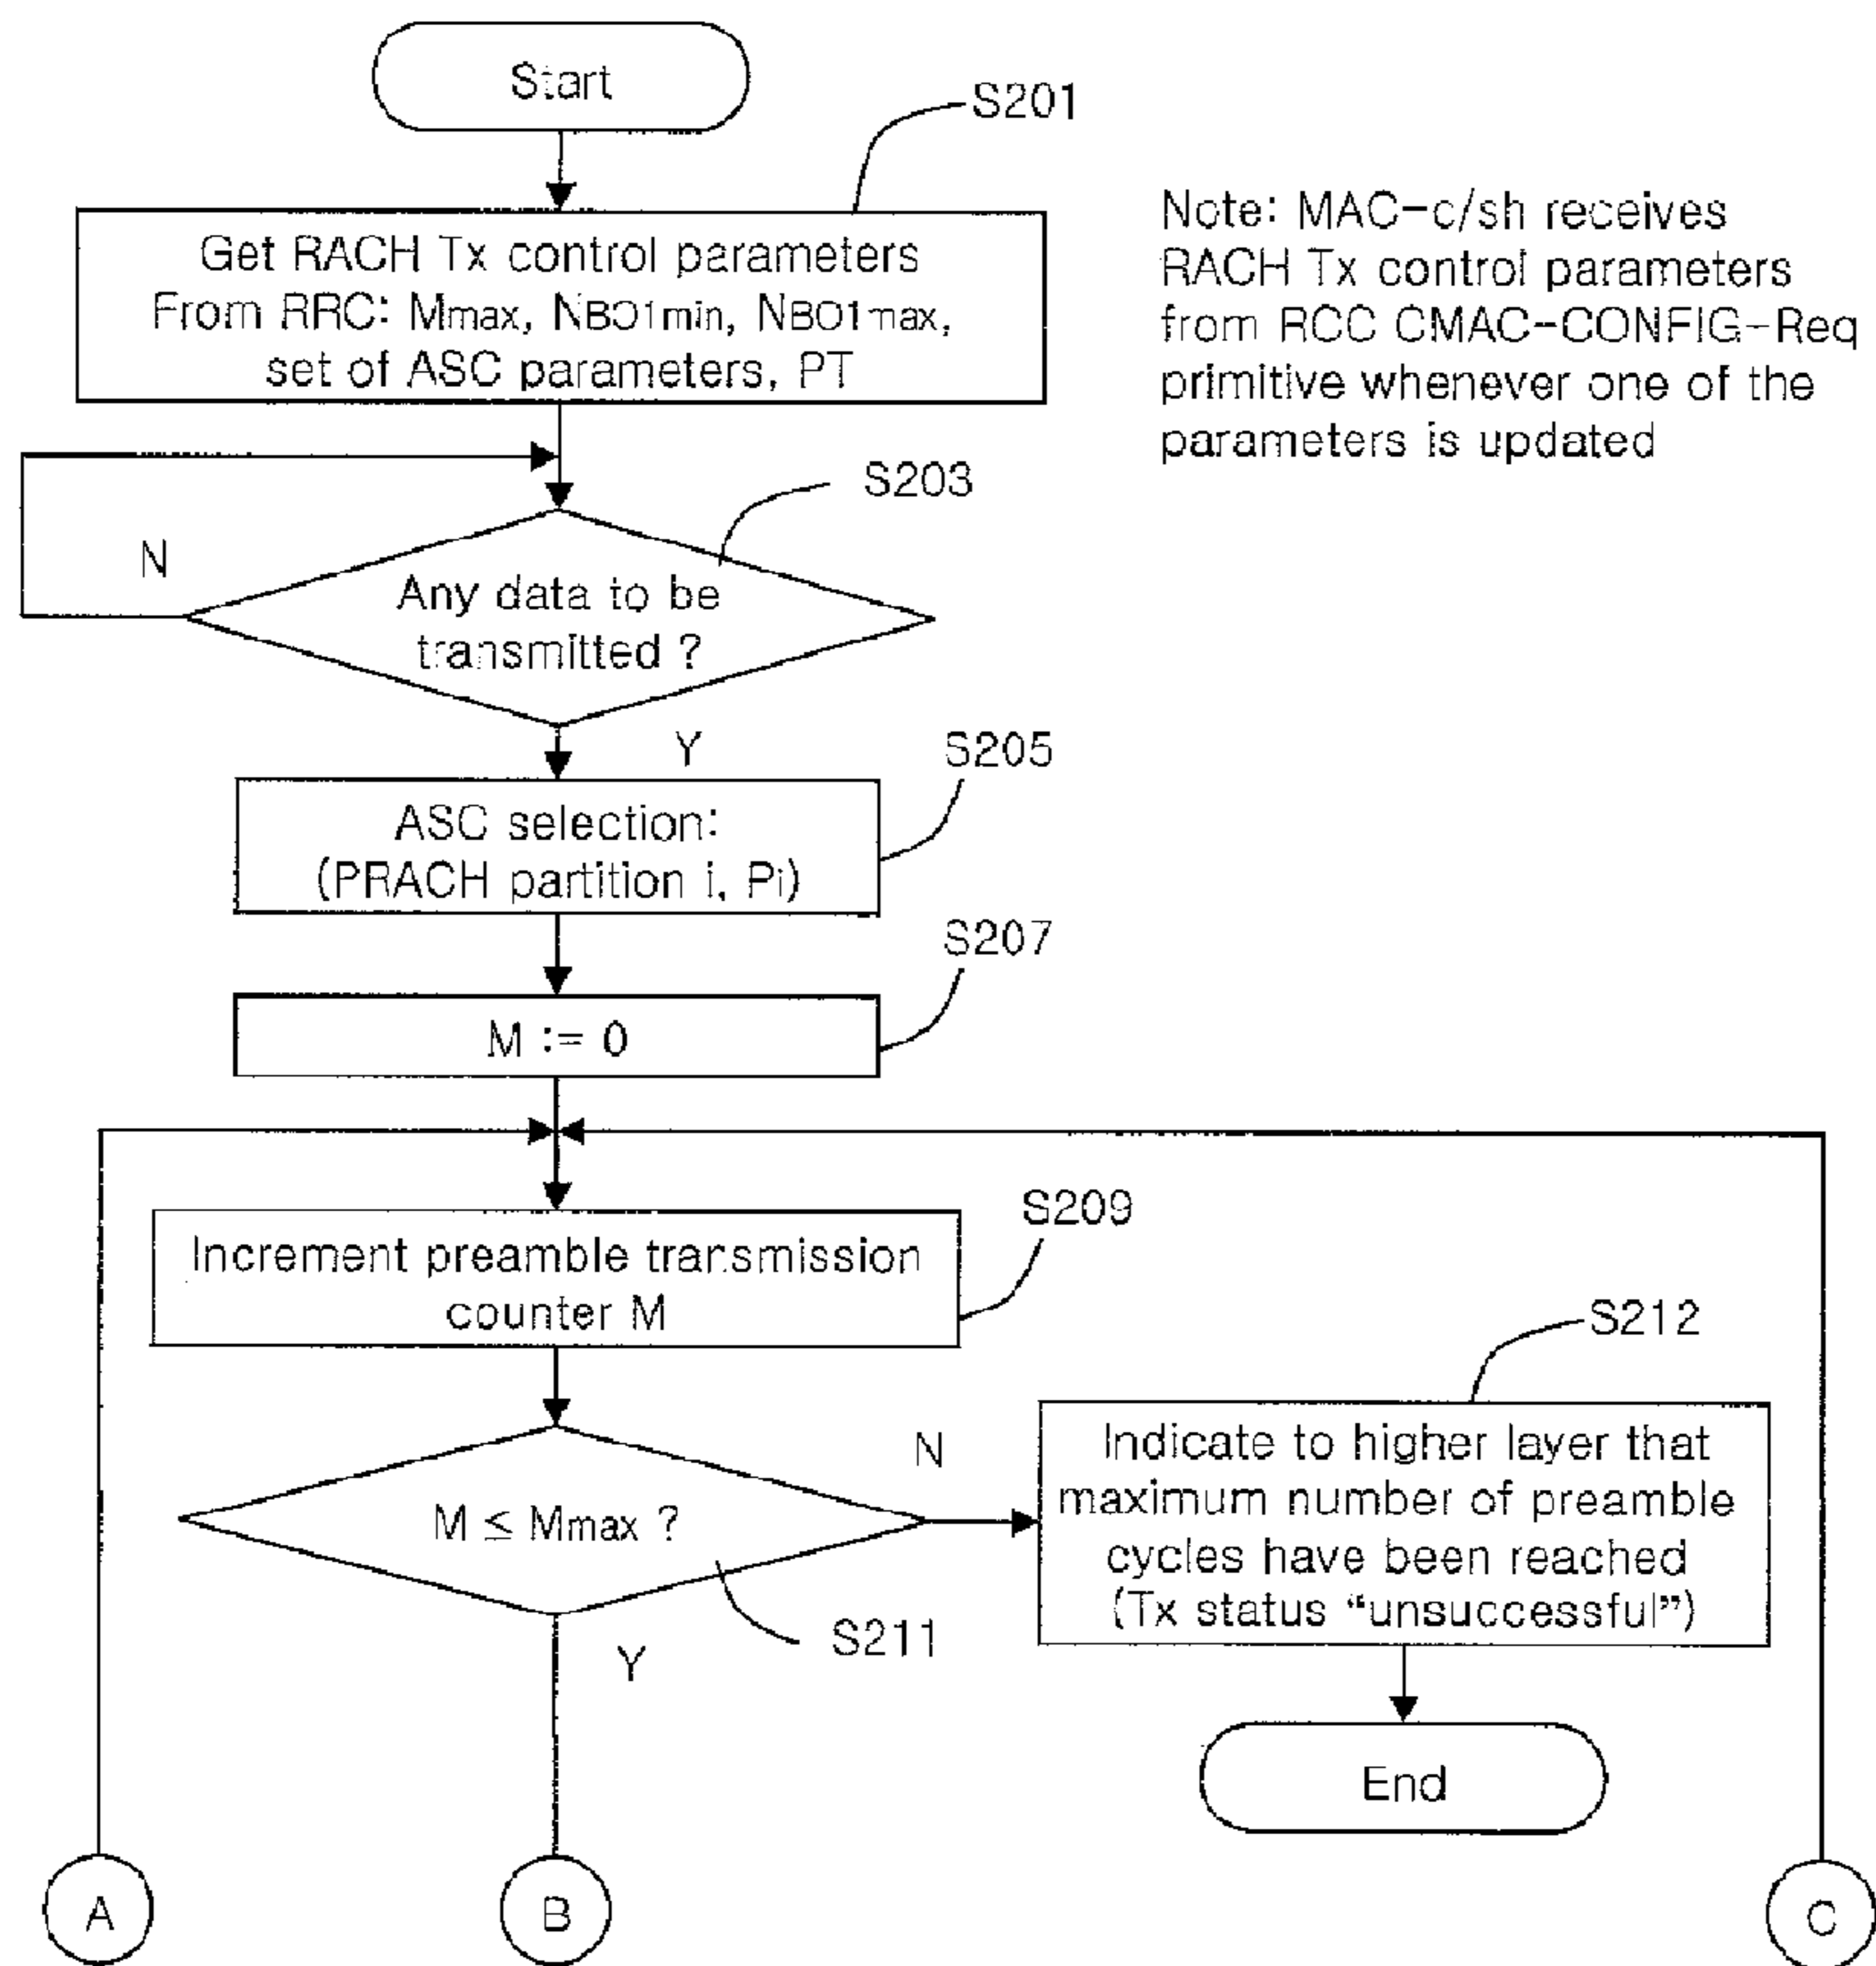 Start
S201
Get RACH Tx control parameters
From RRC: Mmax, NBO1min, NBO1max,
set of ASC parameters, PT
Note: MAC-c/sh receives
RACH Tx control parameters
from RCC CMAC-CONFIG-Req
primitive whenever one of the
parameters is updated
S203
N
Any data to be
transmitted ?
Y
S205
ASC selection:
(PRACH partition i, Pi)
S207
M := 0
S209
Increment preamble transmission
counter M
S212
N
Indicate to higher layer that
maximum number of preamble
cycles have been reached
(Tx status “unsuccessful”)
M ≤ Mmax ?
S211
Y
End
A
B
C